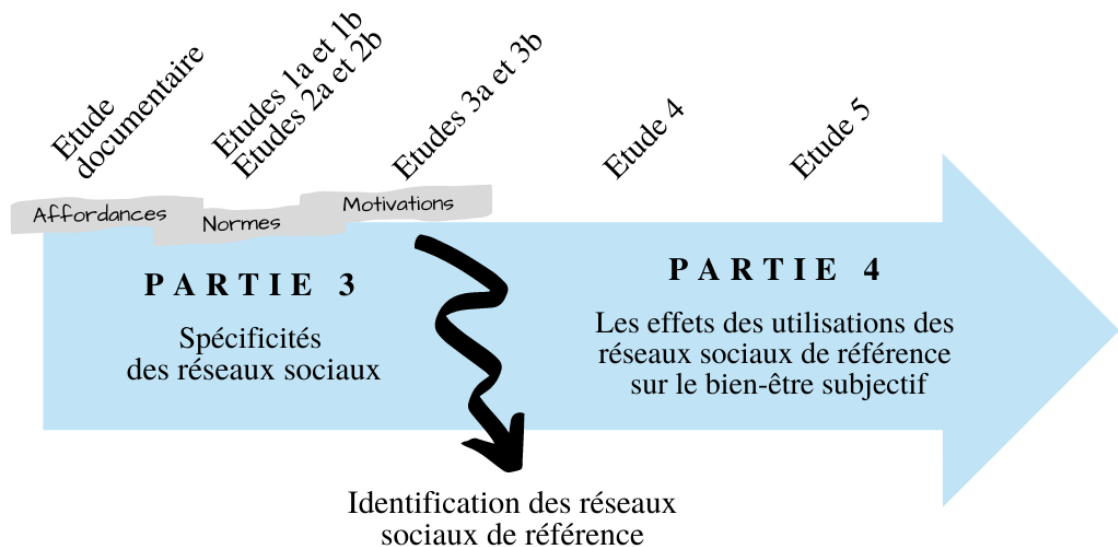 Etude
documentaire
Etudes 1a et 1b
Etudes 2a et 2b
Etudes 3a et 3b
Etude 4
Etude 5
Affordances
Normes
Motivations
PARTIE 3
Spécificités
des réseaux sociaux
PARTIE 4
Les effets des utilisations des
réseaux sociaux de référence
sur le bien-être subjectif
Identification des réseaux
sociaux de référence